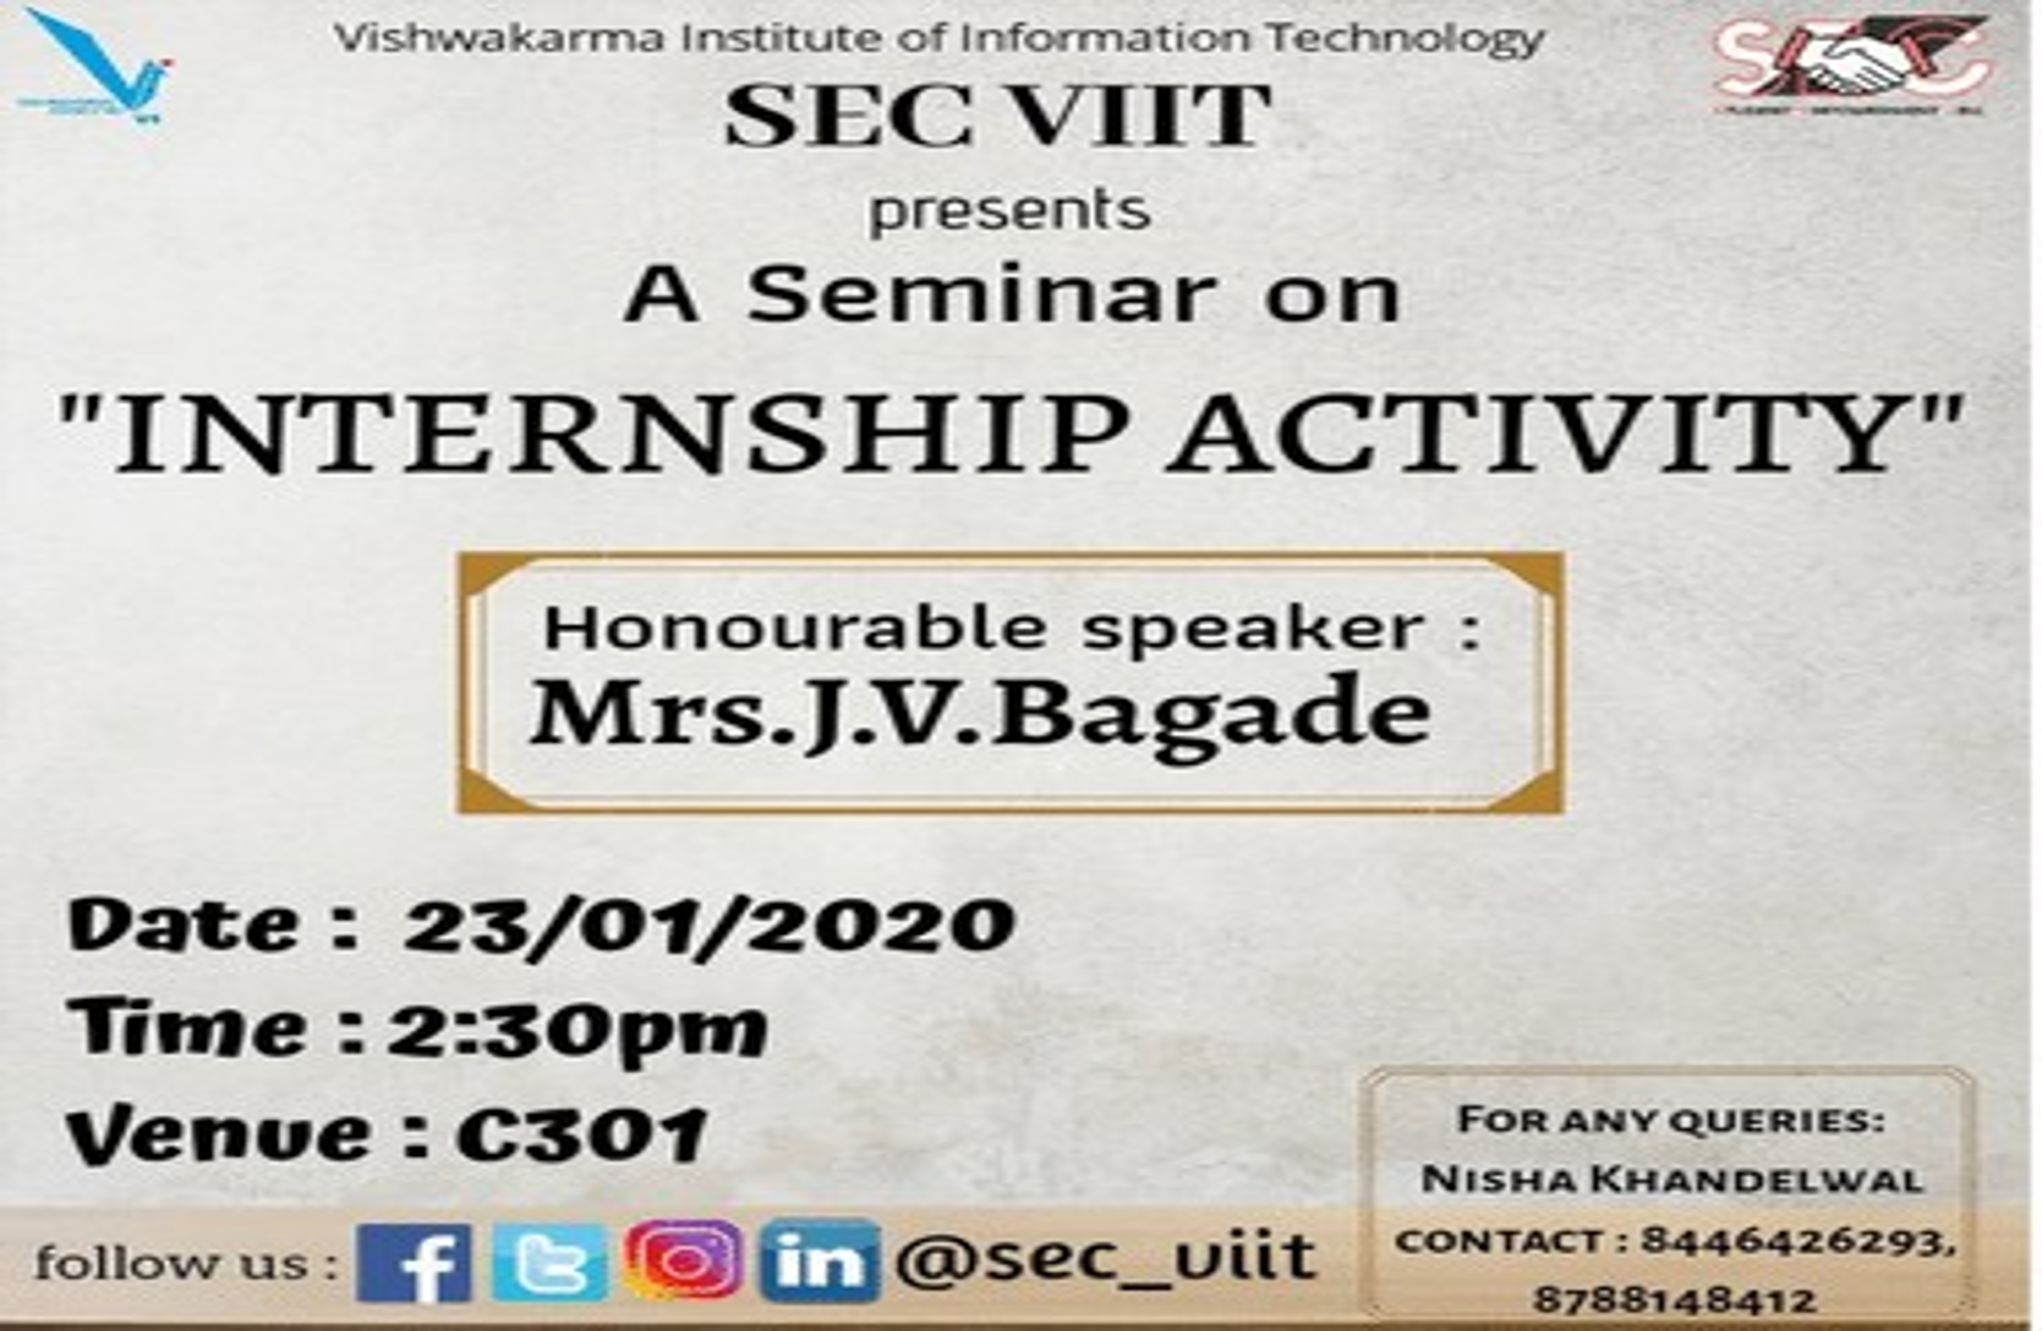 Vishwakarma Institute of Information Technology
SEC VIIT
presents
A Seminar on
"INTERNSHIP ACTIVITY"
Honourable speaker :
Mrs.J.V.Bagade
Date : 23/01/2020
Time : 2:30pm
Venue : C301
FOR ANY QUERIES:
NISHA KHANDELWAL
CONTACT : 8446426293,
8788148412
follow us : @sec_viit